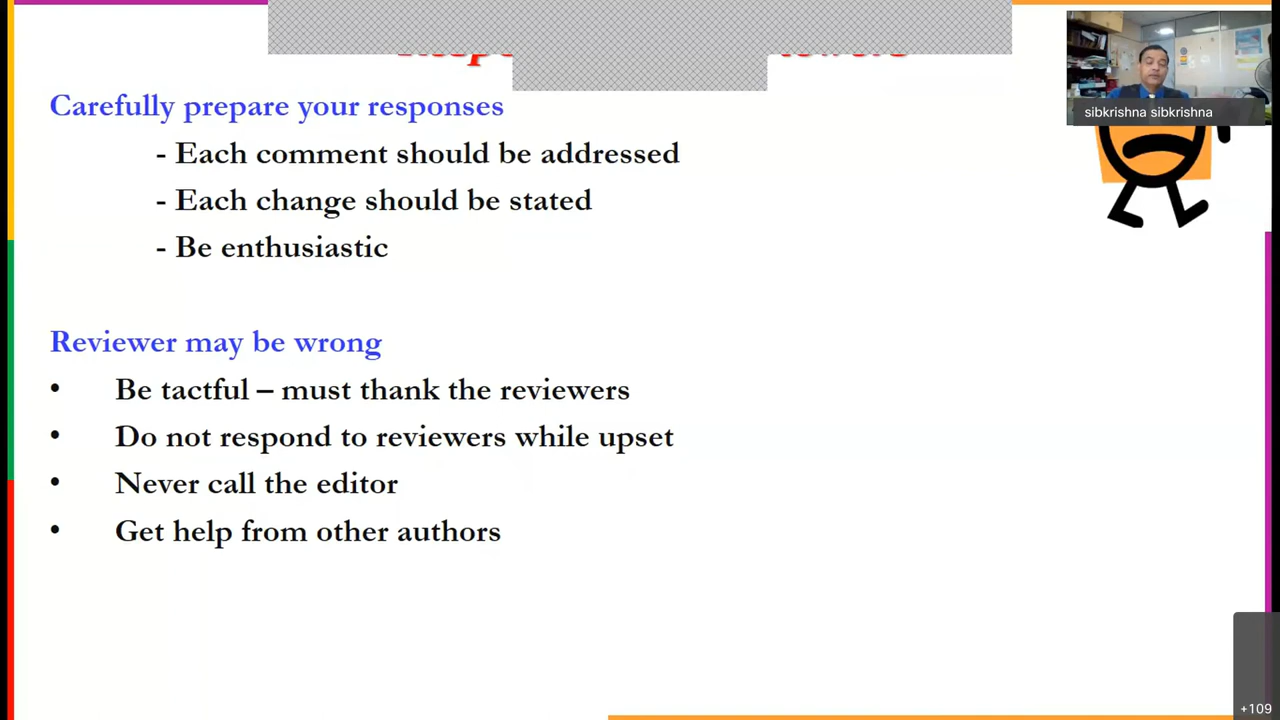 sibkrishna sibkrishna
Carefully prepare your responses
- Each comment should be addressed
- Each change should be stated
- Be enthusiastic
Reviewer may be wrong
• Be tactful – must thank the reviewers
• Do not respond to reviewers while upset
• Never call the editor
• Get help from other authors
+109